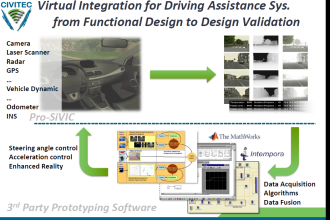 CIVITEC
Virtual Integration for Driving Assistance Sys.
from Functional Design to Design Validation
Camera
Laser Scanner
Radar
GPS
...
Vehicle Dynamic
...
Odometer
INS
Pro-SiVIC
The MathWorks
Intempora
Steering angle control
Acceleration control
Enhanced Reality
Data Acquisition
Algorithms
Data Fusion
3rd Party Prototyping Software